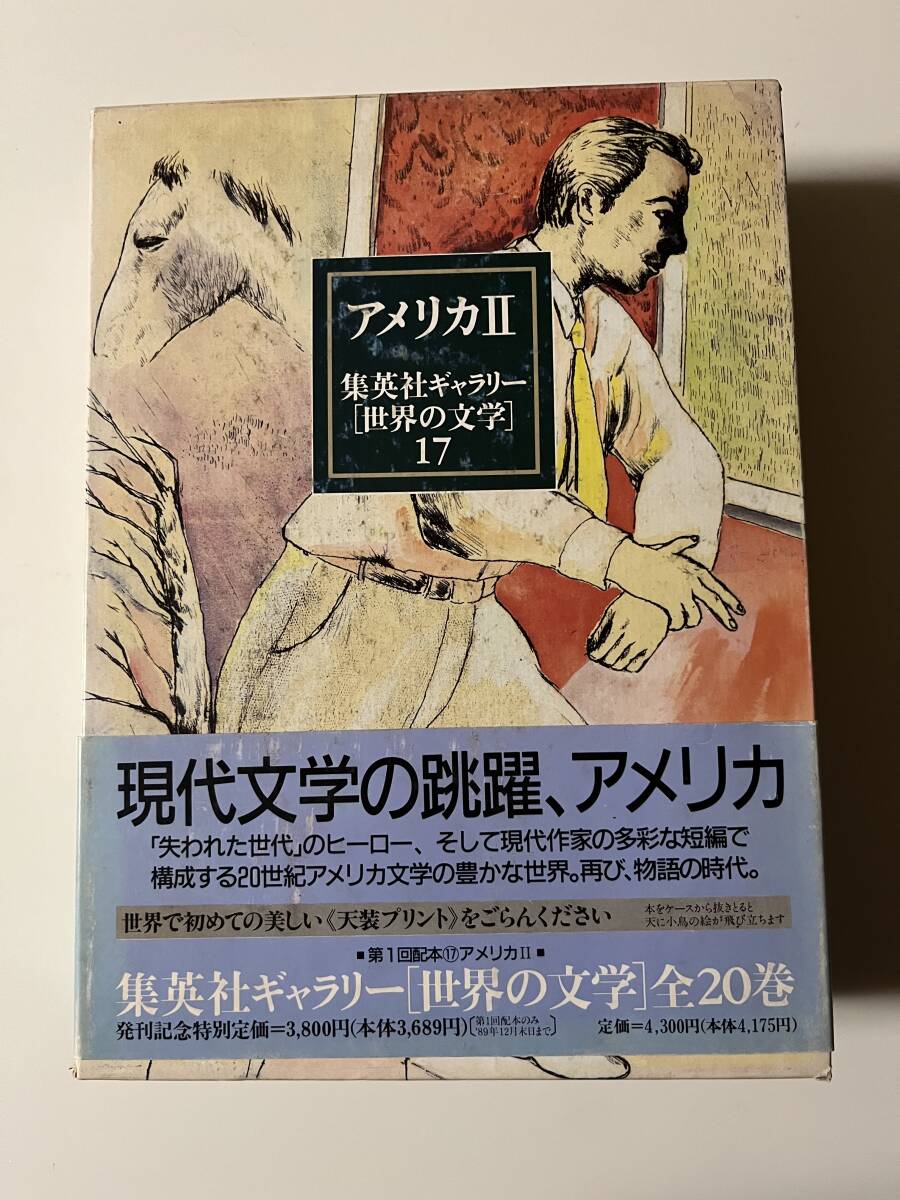 アメリカII
集英社ギャラリー
[世界の文学]
17
現代文学の跳躍、アメリカ
「失われた世代」のヒーロー、そして現代作家の多彩な短編で
構成する20世紀アメリカ文学の豊かな世界。再び、物語の時代。
世界で初めての美しい《天装プリント》をごらんください
本をケースから抜きとると
天に小鳥の絵が飛び立ちます
■第1回配本⑰アメリカII■
集英社ギャラリー[世界の文学]全20巻
発刊記念特別定価=3,800円(本体3,689円)
〔第1回配本のみ
'89年12月末日まで〕
定価=4,300円(本体4,175円)